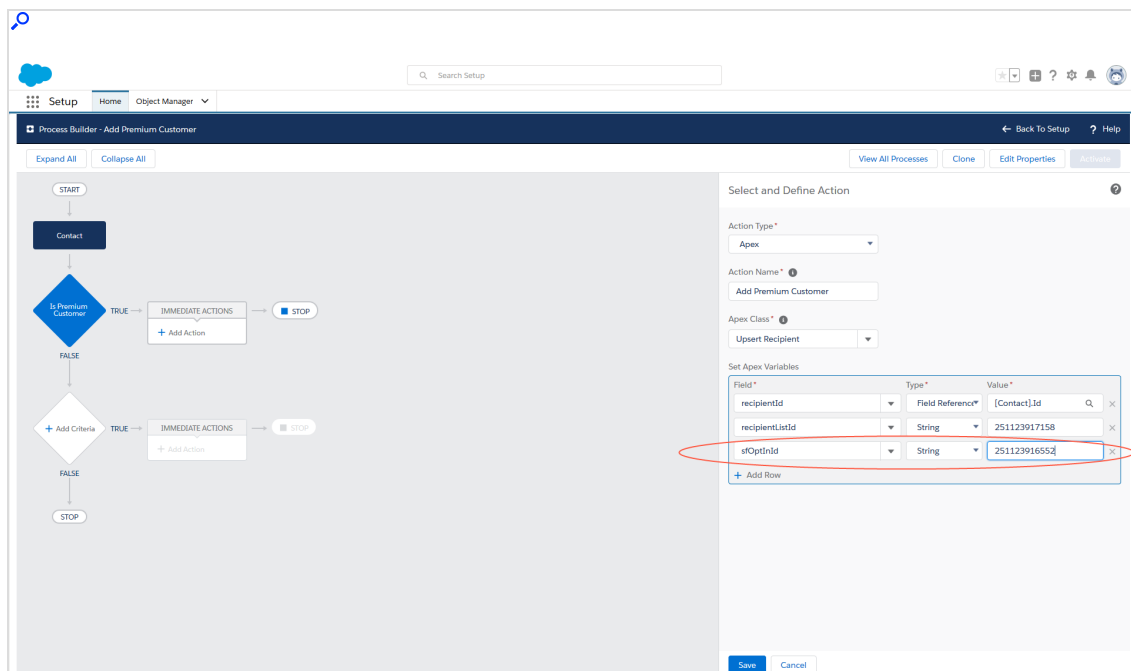 Search Setup
Setup Home Object Manager
Process Builder - Add Premium Customer
Back To Setup ? Help
Expand All Collapse All View All Processes Clone Edit Properties Activate
START
Contact
Is Premium
Customer
TRUE IMMEDIATE ACTIONS STOP
+ Add Action
FALSE
+ Add Criteria TRUE IMMEDIATE ACTIONS STOP
+ Add Action
FALSE
STOP
Select and Define Action
Action Type*
Apex
Action Name*
Add Premium Customer
Apex Class*
Upsert Recipient
Set Apex Variables
Field* Type* Value*
recipientId Field Reference [Contact].Id
recipientListId String 251123917158
sfOptInId String 251123916552
+ Add Row
Save Cancel